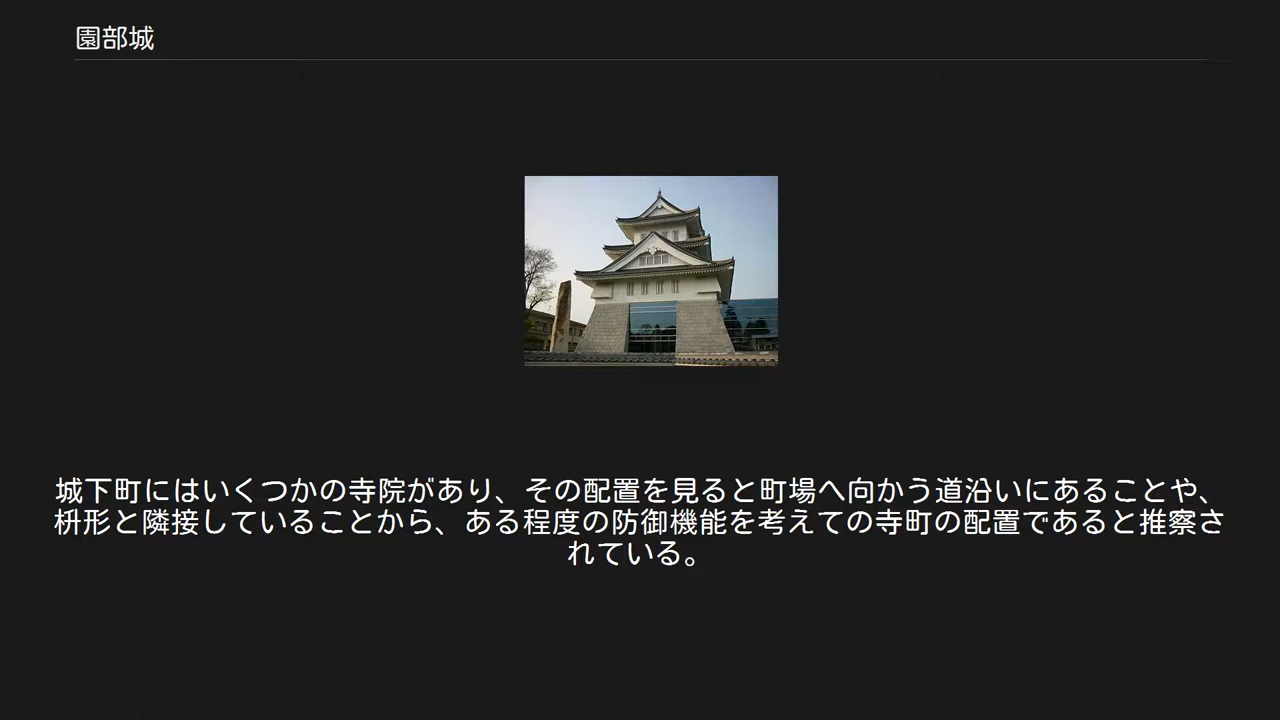 園部城
城下町にはいくつかの寺院があり、その配置を見ると町場へ向かう道沿いにあることや、
枡形と隣接していることから、ある程度の防御機能を考えての寺町の配置であると推察さ
れている。